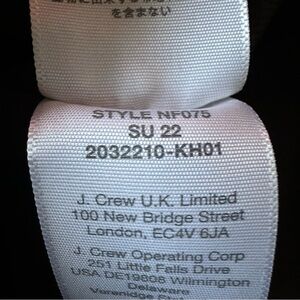 を含まない
STYLE NF075
SU 22
2032210-KH01
J. Crew U.K. Limited
100 New Bridge Street
London, EC4V 6JA
J. Crew Operating Corp
251 Little Falls Drive
USA DE19808 Wilmington
Delaware